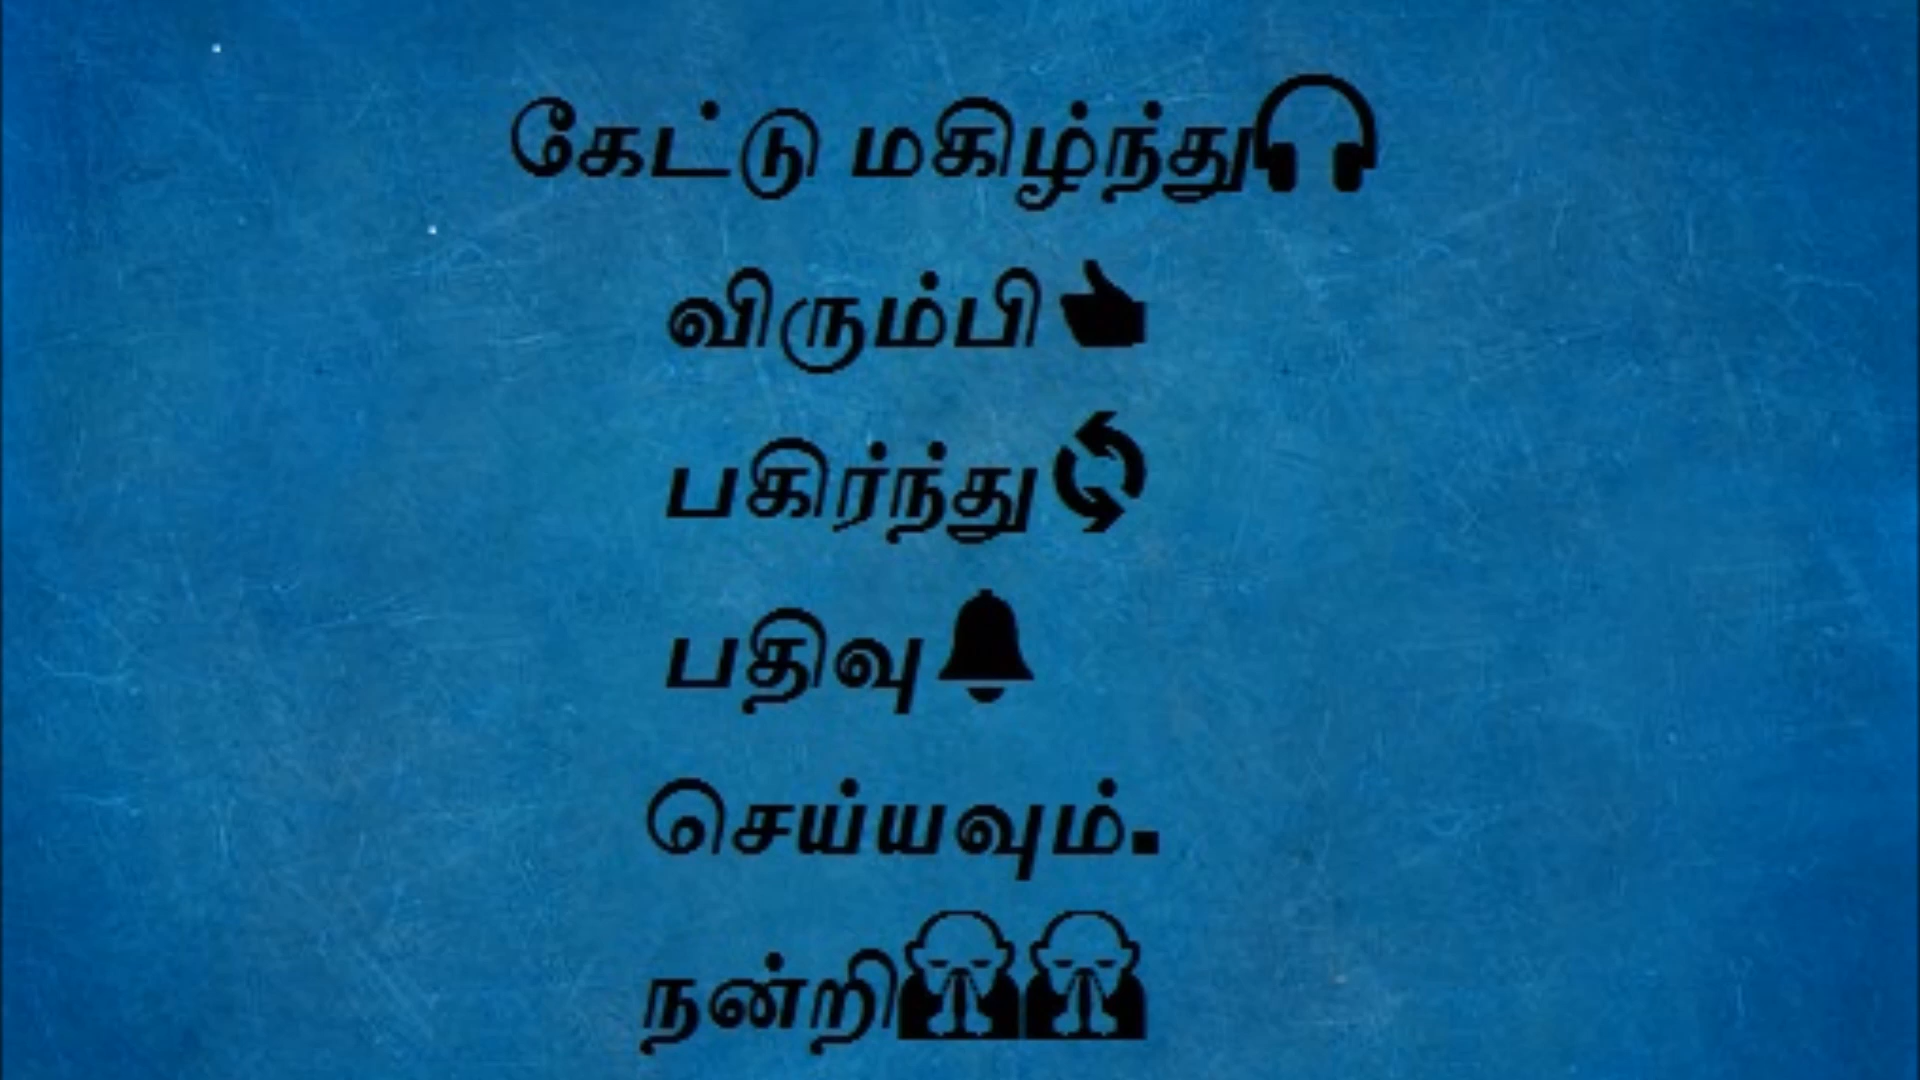 கேட்டு மகிழ்ந்து🎧
விரும்பி👍
பகிர்ந்து🔄
பதிவு🔔
செய்யவும்.
நன்றி🙏🙏